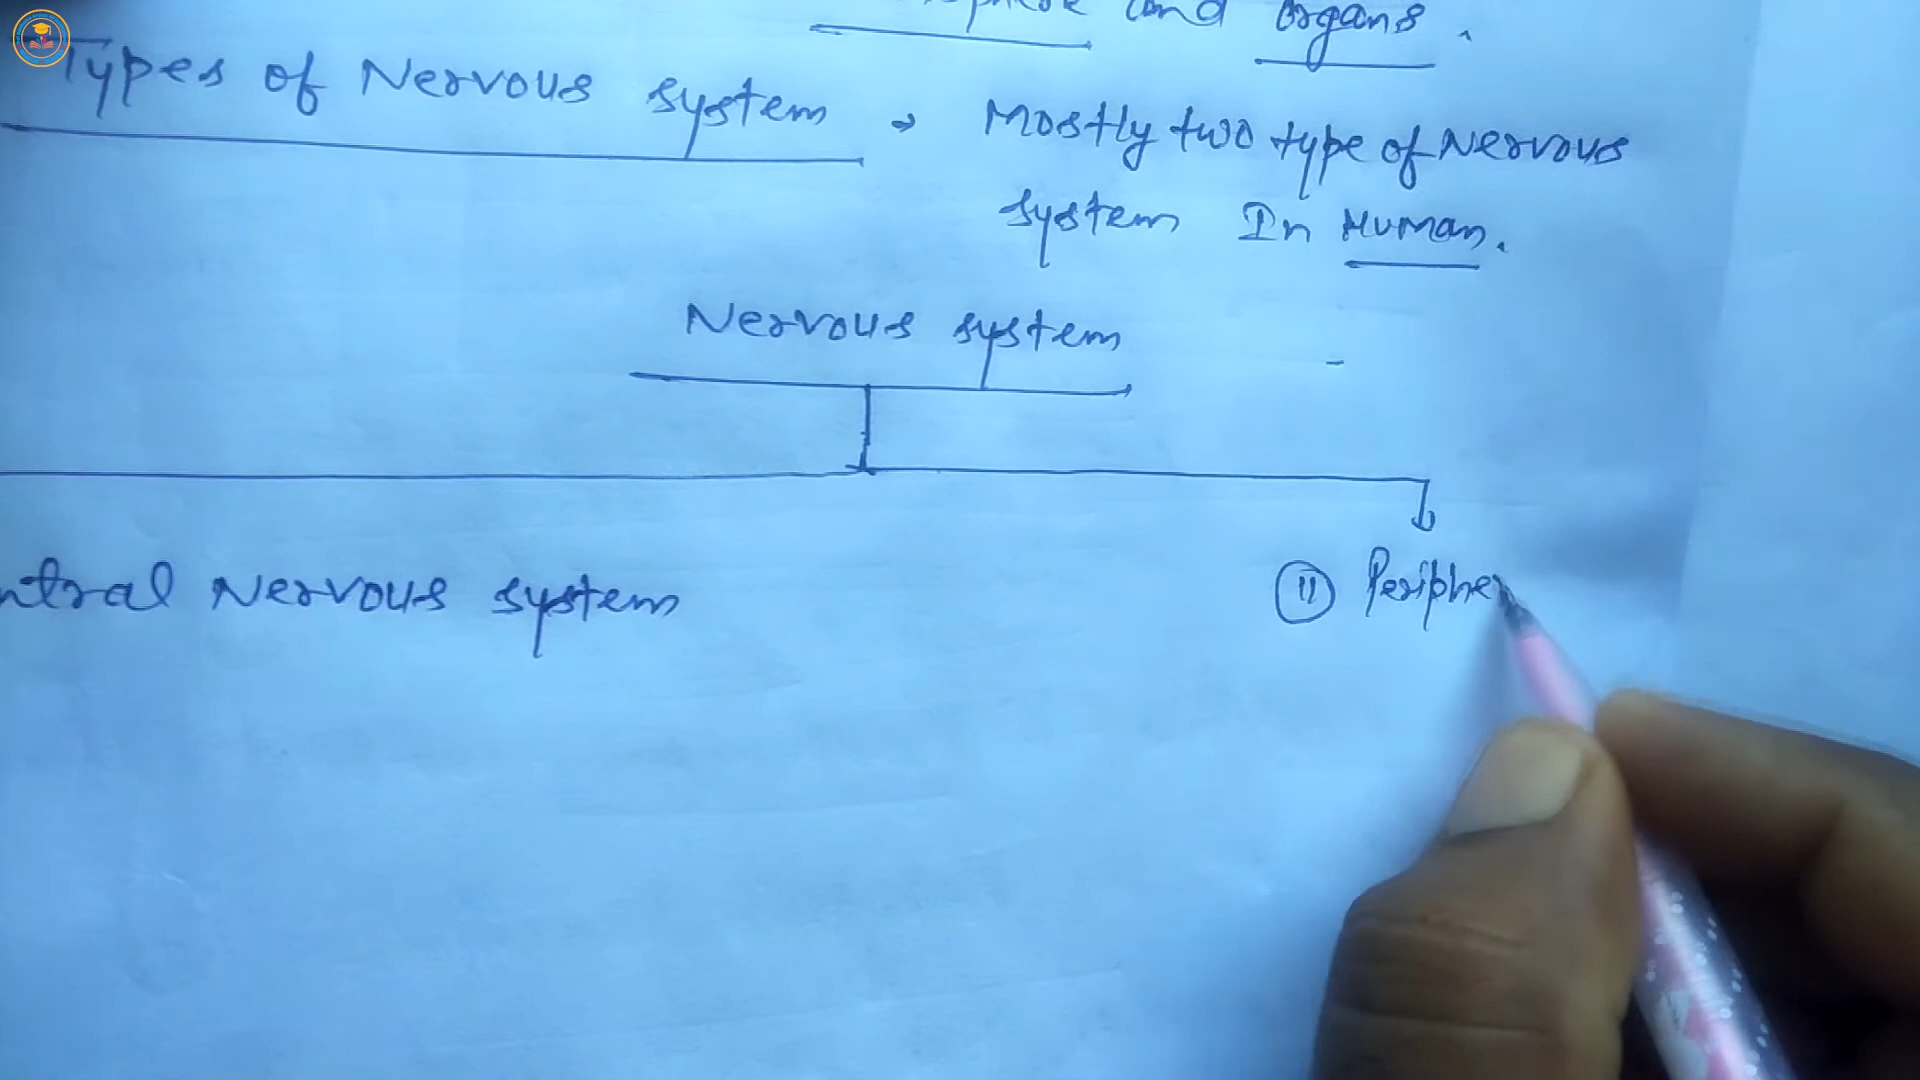 and organs.
Types of Nervous system → Mostly two type of Nervous
system In Human.
Nervous system
ntral Nervous system
II Peripher